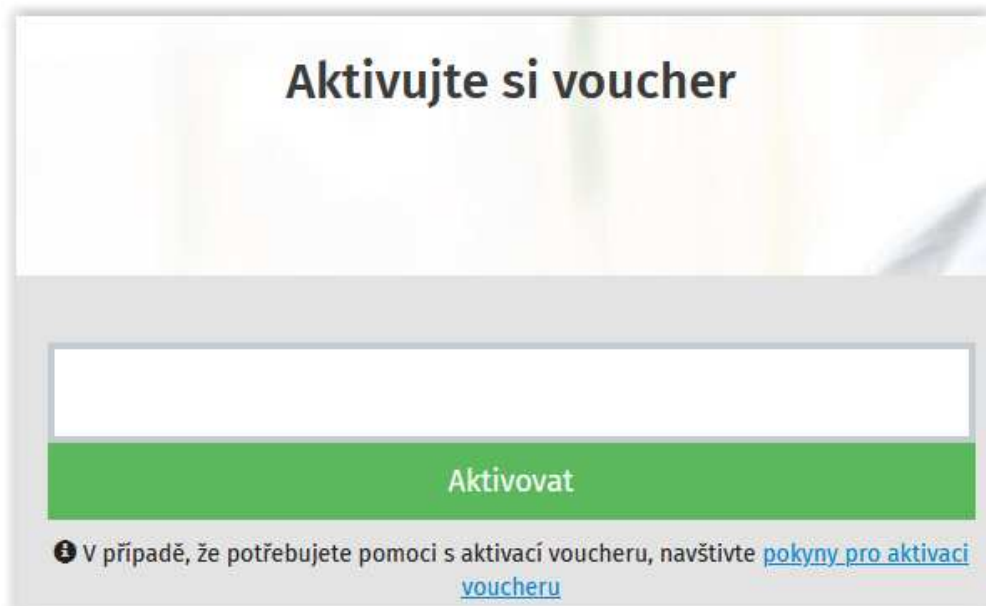 Aktivujte si voucher
Aktivovat
V případě, že potřebujete pomoci s aktivací voucheru, navštivte pokyny pro aktivaci
voucheru